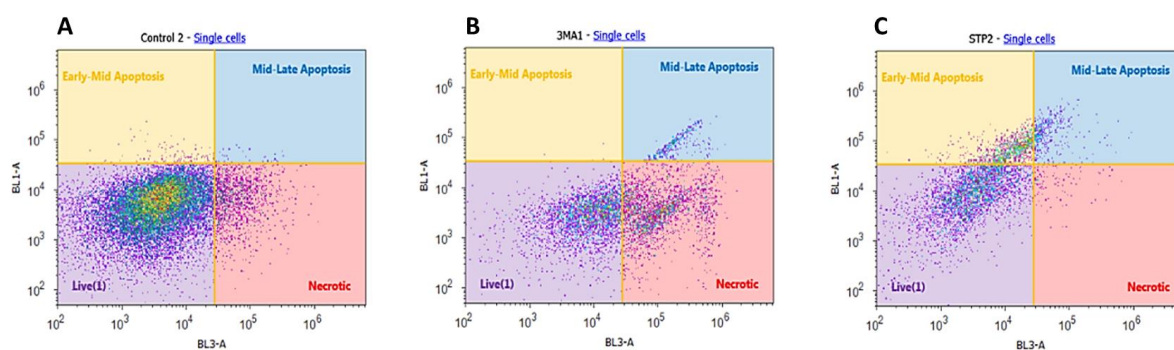 A
Control 2 - Single cells
Early-Mid Apoptosis
Mid-Late Apoptosis
Live(1)
Necrotic
BL1-A
10^6
10^5
10^4
10^3
10^2
10^2 10^3 10^4 10^5 10^6
BL3-A
B
3MA1 - Single cells
Early-Mid Apoptosis
Mid-Late Apoptosis
Live(1)
Necrotic
BL1-A
10^6
10^5
10^4
10^3
10^2
10^2 10^3 10^4 10^5 10^6
BL3-A
C
STP2 - Single cells
Early-Mid Apoptosis
Mid-Late Apoptosis
Live(1)
Necrotic
BL1-A
10^6
10^5
10^4
10^3
10^2
10^2 10^3 10^4 10^5 10^6
BL3-A